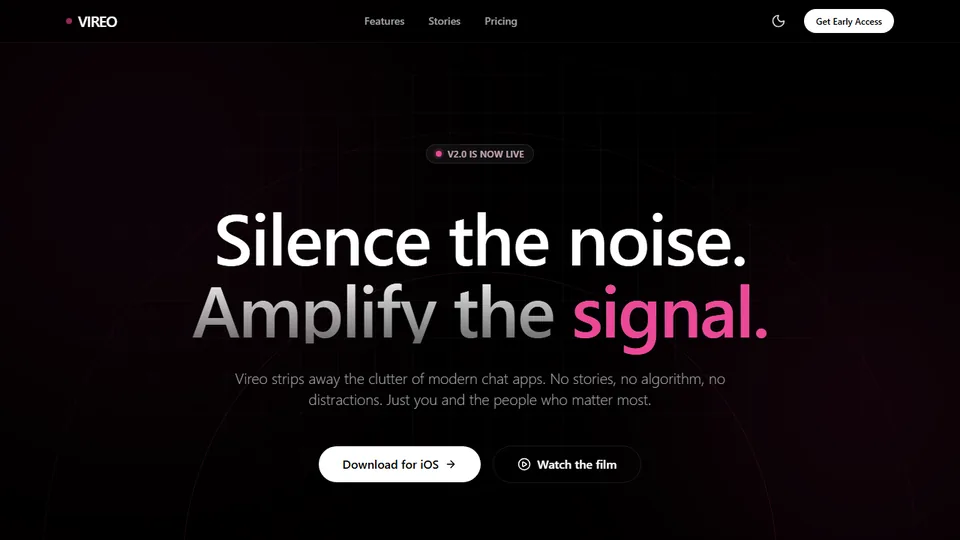 VIREO
Features
Stories
Pricing
Get Early Access
V2.0 IS NOW LIVE
Silence the noise.
Amplify the signal.
Vireo strips away the clutter of modern chat apps. No stories, no algorithm, no
distractions. Just you and the people who matter most.
Download for iOS
Watch the film